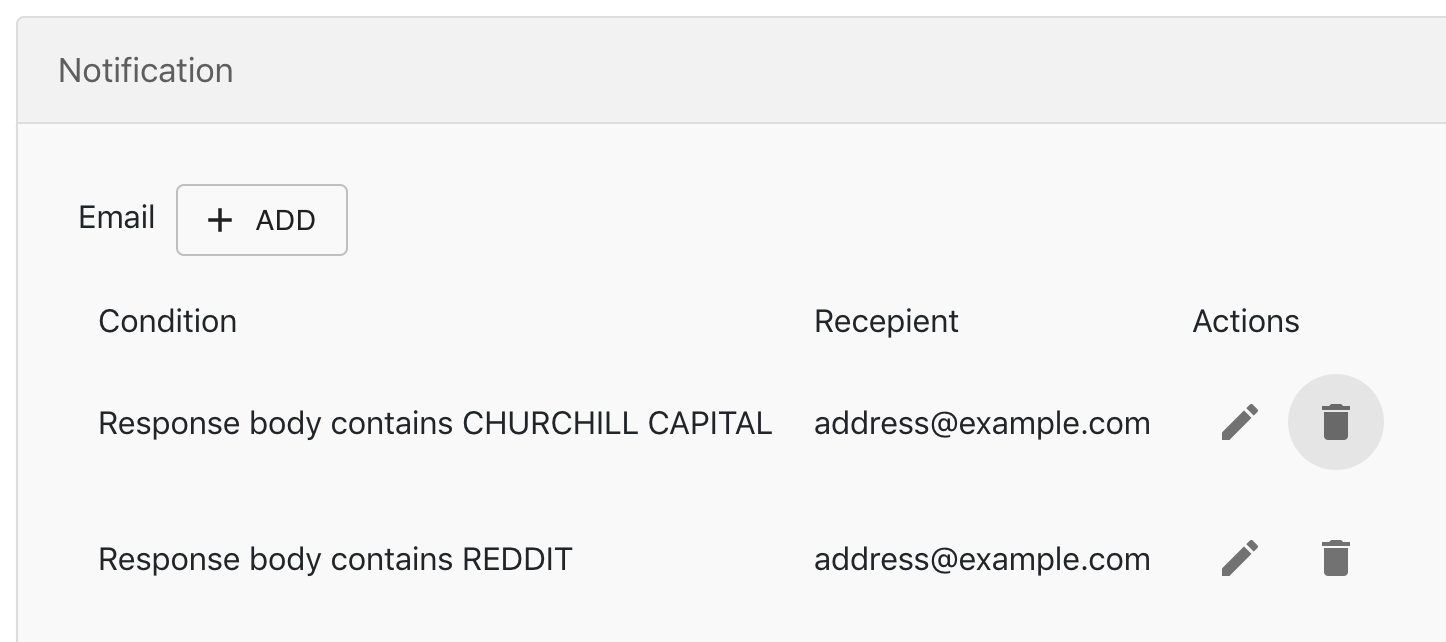 Notification
Email + ADD
Condition Recepient Actions
Response body contains CHURCHILL CAPITAL address@example.com
Response body contains REDDIT address@example.com